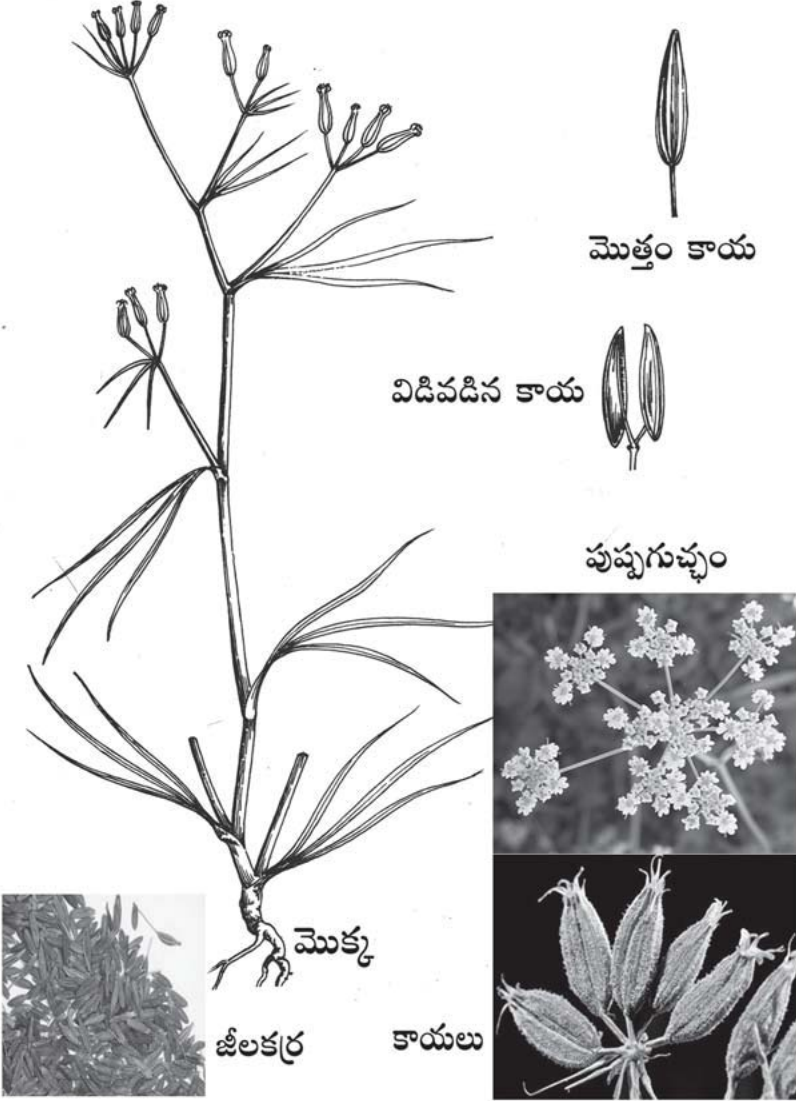 మొత్తం కాయ
విడివడిన కాయ
పుష్పగుచ్ఛం
మొక్క
జీలకర్ర
కాయలు